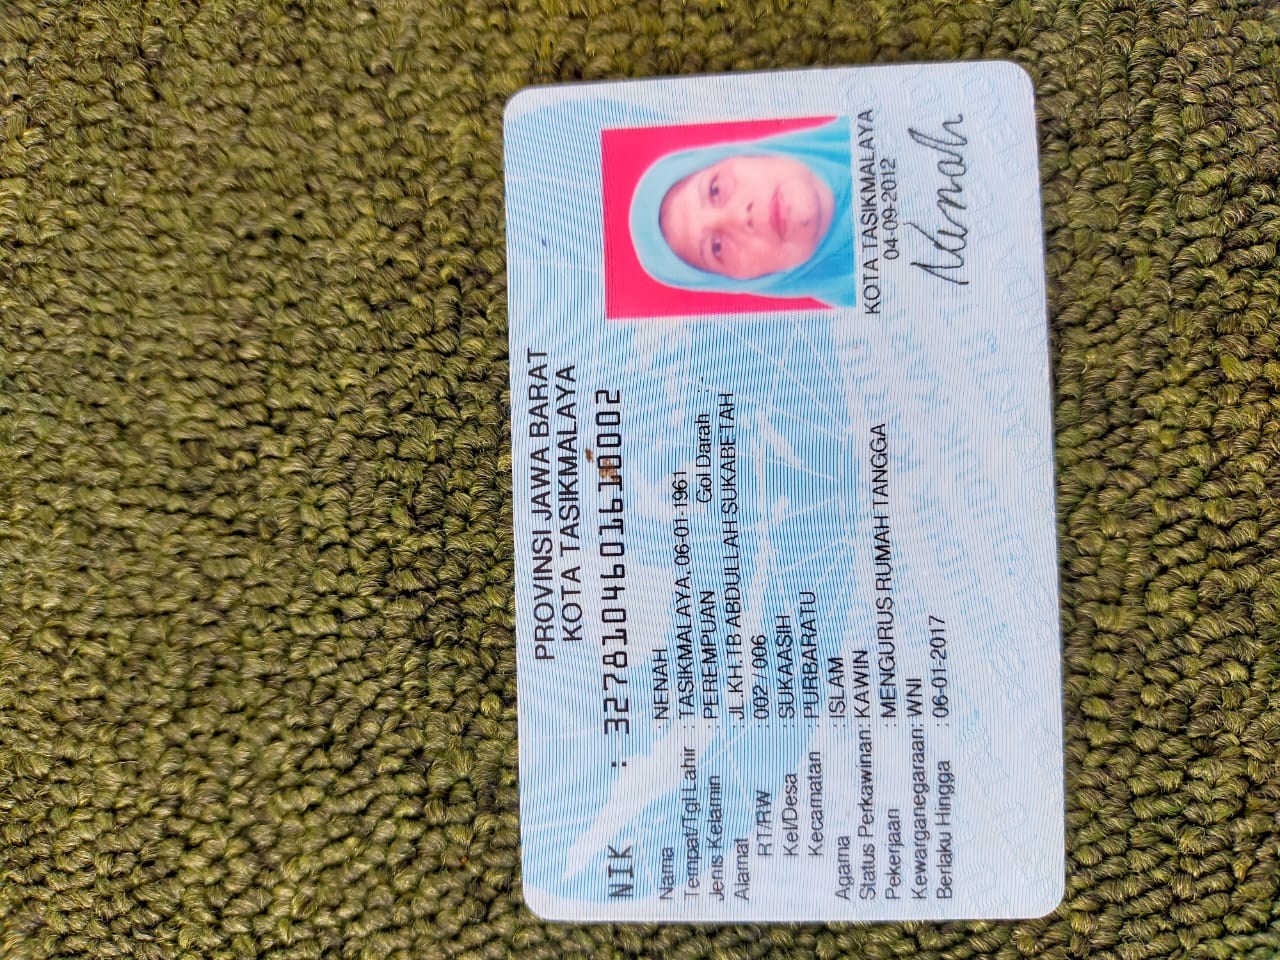 PROVINSI JAWA BARAT
KOTA TASIKMALAYA
NIK : 3278104601610002
Nama : NENAH
Tempat/Tgl Lahir : TASIKMALAYA, 06-01-1961
Jenis Kelamin : PEREMPUAN Gol Darah : -
Alamat : JL.KH.TB ABDULLAH SUKABETAH
RT/RW : 002 / 006
Kel/Desa : SUKAASIH
Kecamatan : PURBARATU
Agama : ISLAM
Status Perkawinan: KAWIN
Pekerjaan : MENGURUS RUMAH TANGGA
Kewarganegaraan: WNI
Berlaku Hingga : 06-01-2017
KOTA TASIKMALAYA
04-09-2012
Nenah